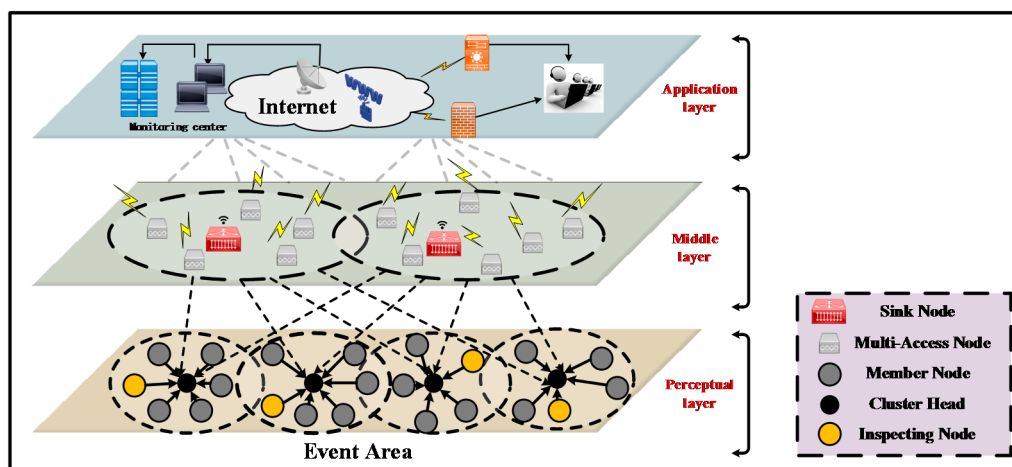 Internet
Monitoring center
Application
layer
Middle
layer
Sink Node
Multi-Access Node
Member Node
Cluster Head
Inspecting Node
Perceptual
layer
Event Area